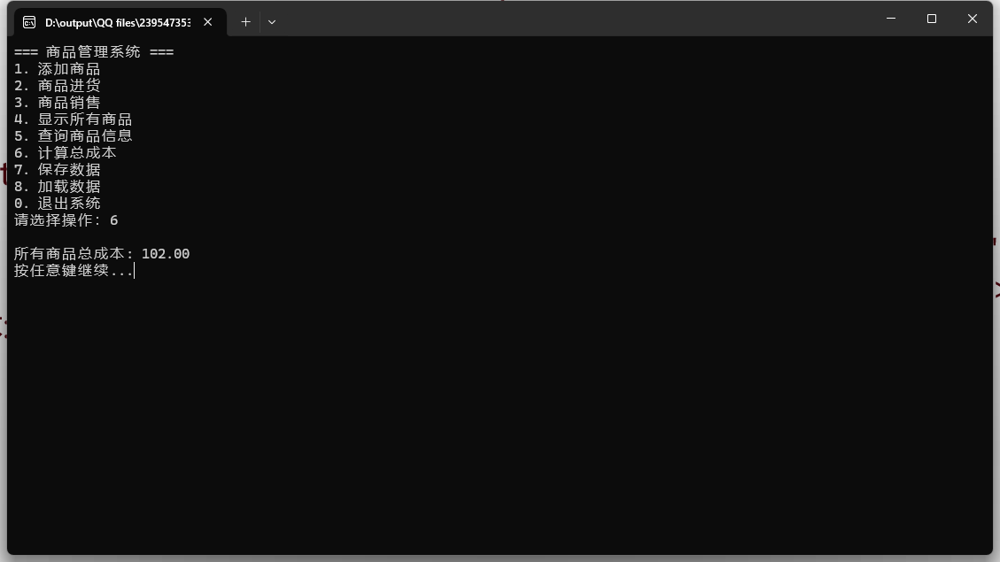 D:\output\QQ files\239547353
=== 商品管理系统 ===
1. 添加商品
2. 商品进货
3. 商品销售
4. 显示所有商品
5. 查询商品信息
6. 计算总成本
7. 保存数据
8. 加载数据
0. 退出系统
请选择操作: 6
所有商品总成本: 102.00
按任意键继续...